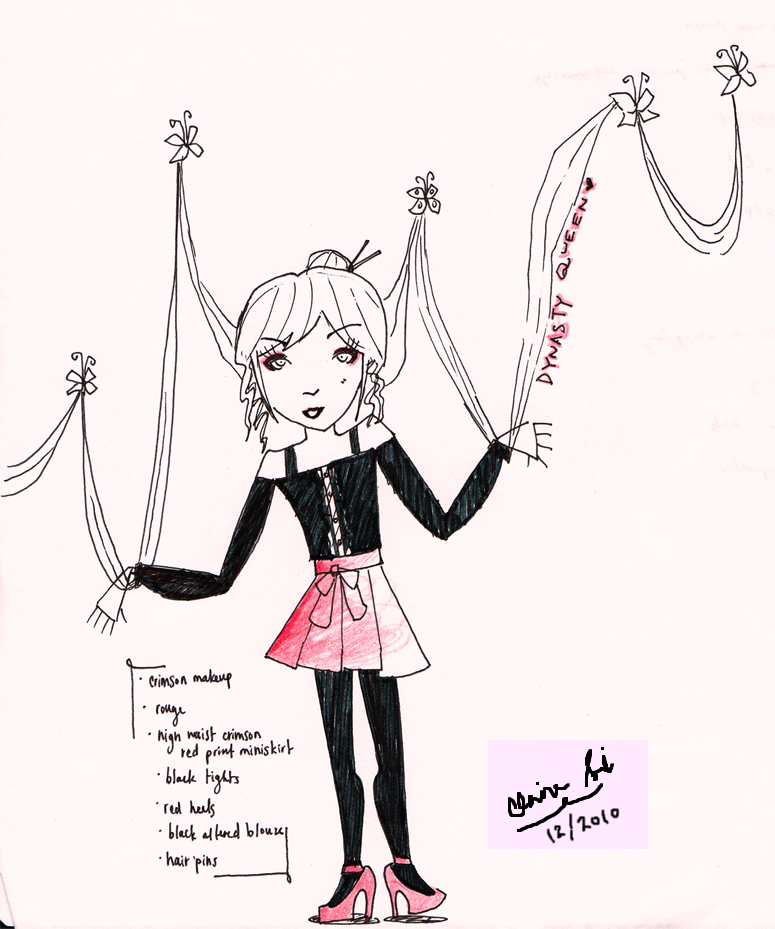 DYNASTY QUEEN ♥
· crimson makeup
· rouge
· high waist crimson
red print miniskirt
· black tights
· red heels
· black altered blouse
· hair pins
12/2010